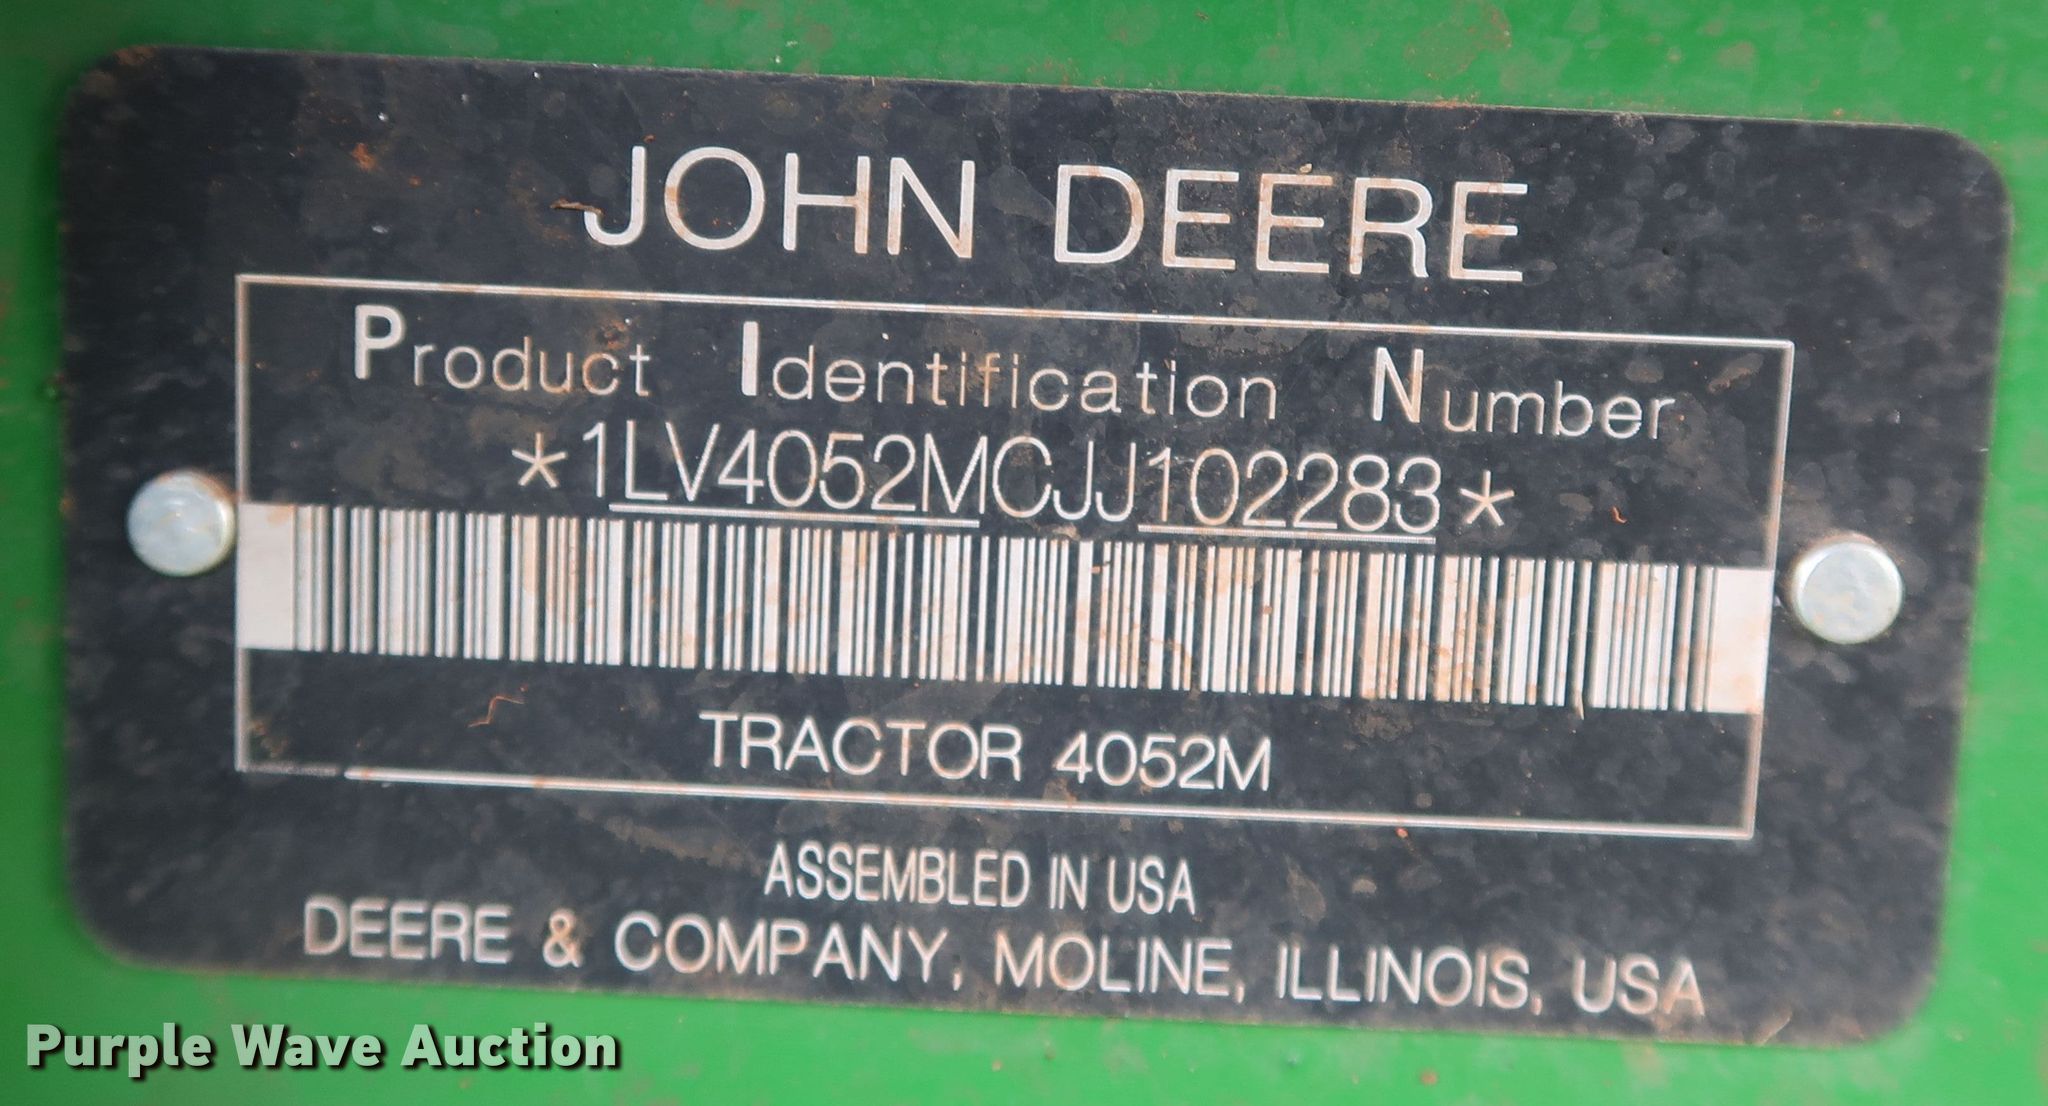 JOHN DEERE
Product Identification Number
*1LV4052MCJJ102283*
TRACTOR 4052M
ASSEMBLED IN USA
DEERE & COMPANY, MOLINE, ILLINOIS, USA
Purple Wave Auction